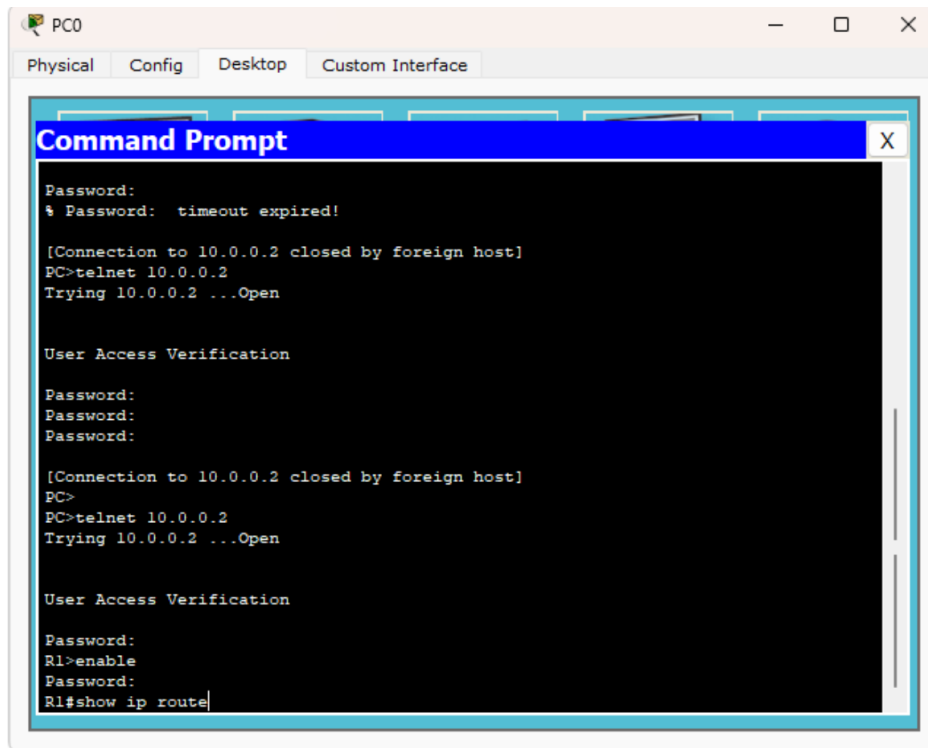 PC0
Physical Config Desktop Custom Interface
Command Prompt X
Password:
% Password:  timeout expired!
[Connection to 10.0.0.2 closed by foreign host]
PC>telnet 10.0.0.2
Trying 10.0.0.2 ...Open
User Access Verification
Password:
Password:
Password:
[Connection to 10.0.0.2 closed by foreign host]
PC>
PC>telnet 10.0.0.2
Trying 10.0.0.2 ...Open
User Access Verification
Password:
R1>enable
Password:
R1#show ip route